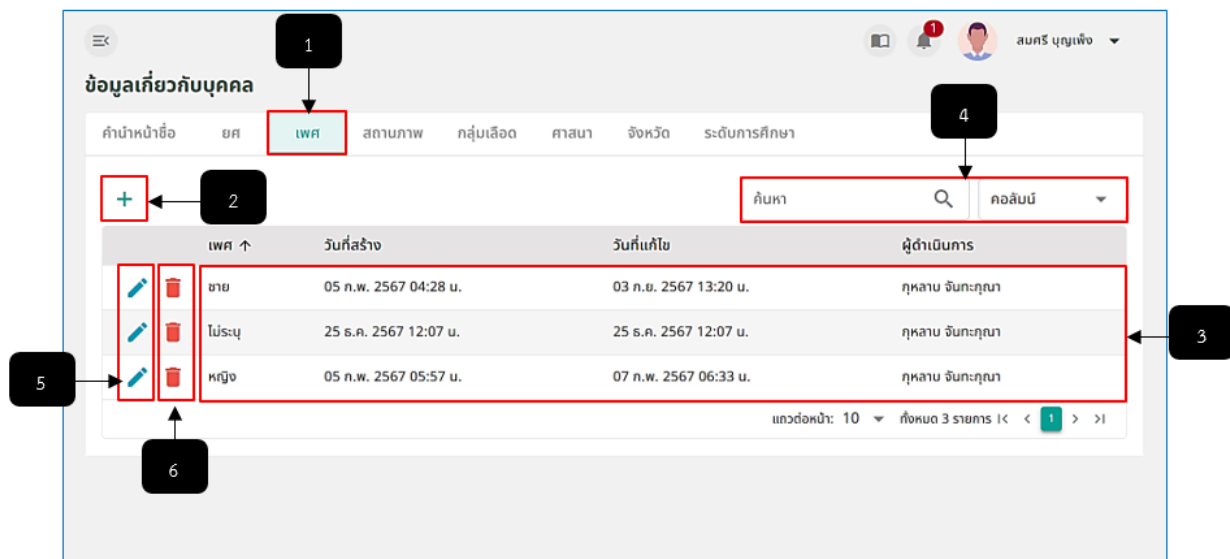 1
1
สมศรี บุญเพ็ง
ข้อมูลเกี่ยวกับบุคคล
4
คำนำหน้าชื่อ ยศ เพศ สถานภาพ กลุ่มเลือด ศาสนา จังหวัด ระดับการศึกษา
+ 2 ค้นหา คอลัมน์
เพศ ↑ วันที่สร้าง วันที่แก้ไข ผู้ดำเนินการ
ชาย 05 ก.พ. 2567 04:28 น. 03 ก.ย. 2567 13:20 น. กุหลาบ จันทะกุณา
ไม่ระบุ 25 ธ.ค. 2567 12:07 น. 25 ธ.ค. 2567 12:07 น. กุหลาบ จันทะกุณา
3
หญิง 05 ก.พ. 2567 05:57 น. 07 ก.พ. 2567 06:33 น. กุหลาบ จันทะกุณา
5
แถวต่อหน้า: 10 ทั้งหมด 3 รายการ |< < 1 > >|
6